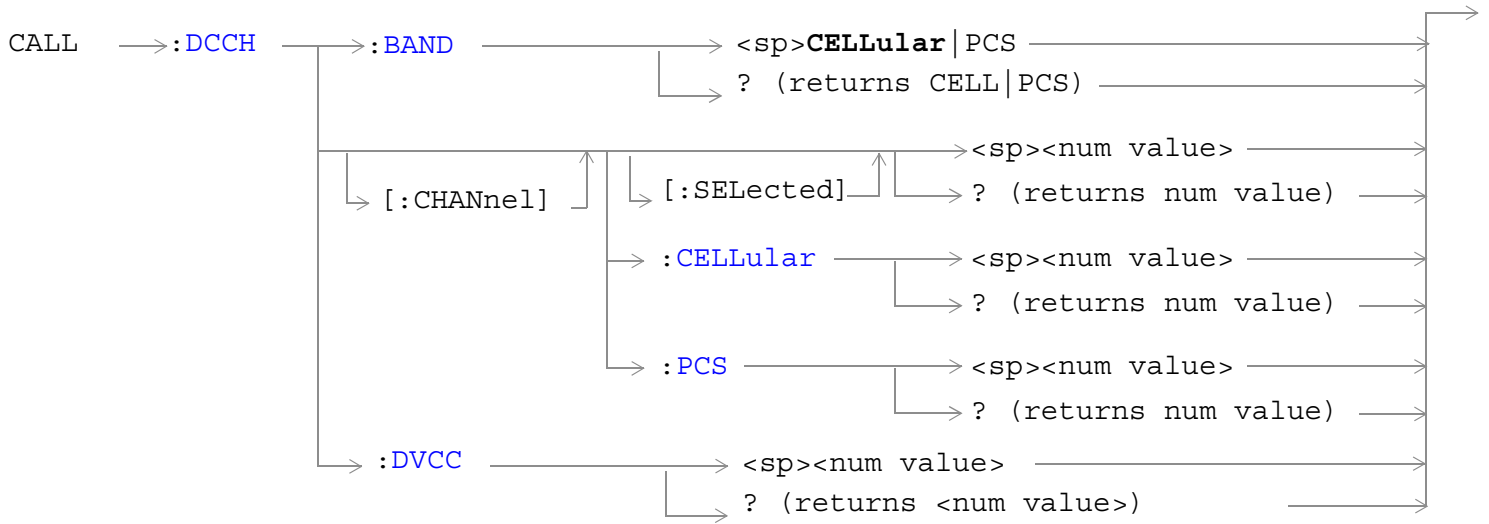 CALL :DCCH :BAND <sp>CELLular|PCS
? (returns CELL|PCS)
<sp><num value>
[:CHANnel] [:SELected] ? (returns num value)
:CELLular <sp><num value>
? (returns num value)
:PCS <sp><num value>
? (returns num value)
:DVCC <sp><num value>
? (returns <num value>)